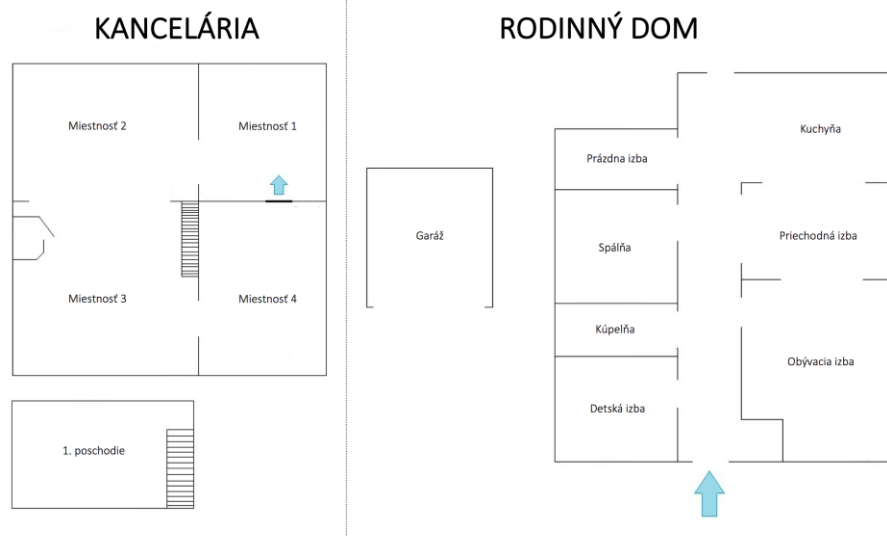 KANCELÁRIA
Miestnosť 2
Miestnosť 1
Miestnosť 3
Miestnosť 4
1. poschodie
RODINNÝ DOM
Kuchyňa
Prázdna izba
Garáž
Priechodná izba
Spálňa
Kúpelňa
Obývacia izba
Detská izba